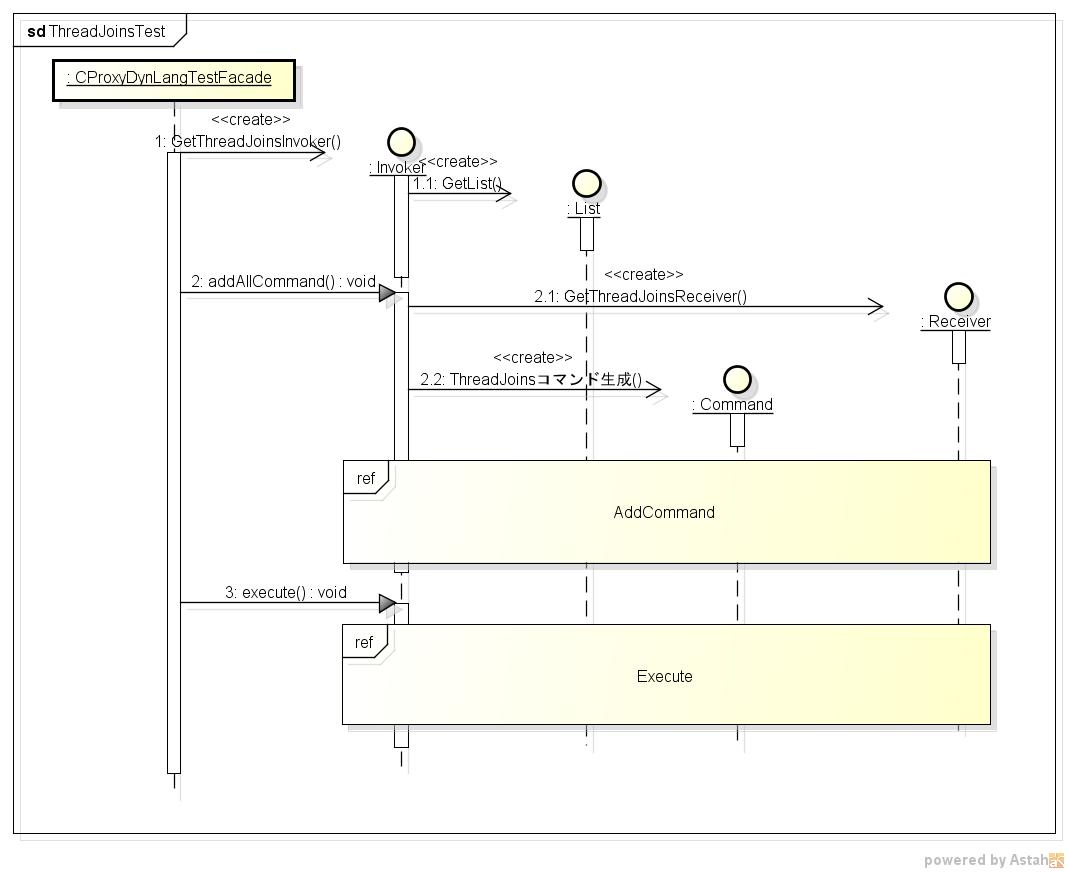 sd ThreadJoinsTest
: CProxyDynLangTestFacade
<<create>>
1: GetThreadJoinsInvoker()
: Invoker
<<create>>
1.1: GetList()
: List
2: addAllCommand() : void
<<create>>
2.1: GetThreadJoinsReceiver()
: Receiver
<<create>>
2.2: ThreadJoinsコマンド生成()
: Command
ref
AddCommand
3: execute() : void
ref
Execute
powered by Astah